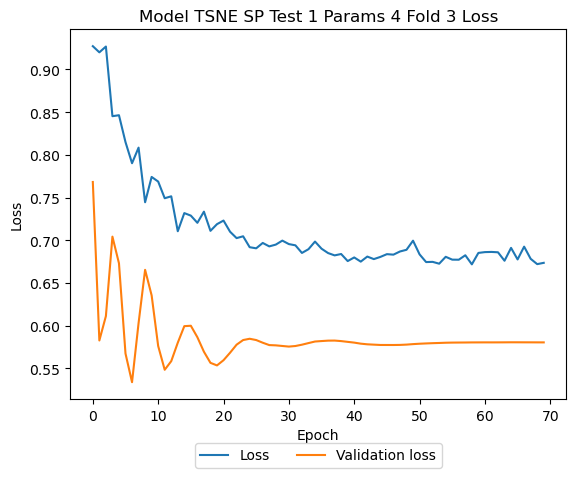 Model TSNE SP Test 1 Params 4 Fold 3 Loss
0.90
0.85
0.80
0.75
0.70
0.65
0.60
0.55
Loss
0 10 20 30 40 50 60 70
Epoch
Loss Validation loss